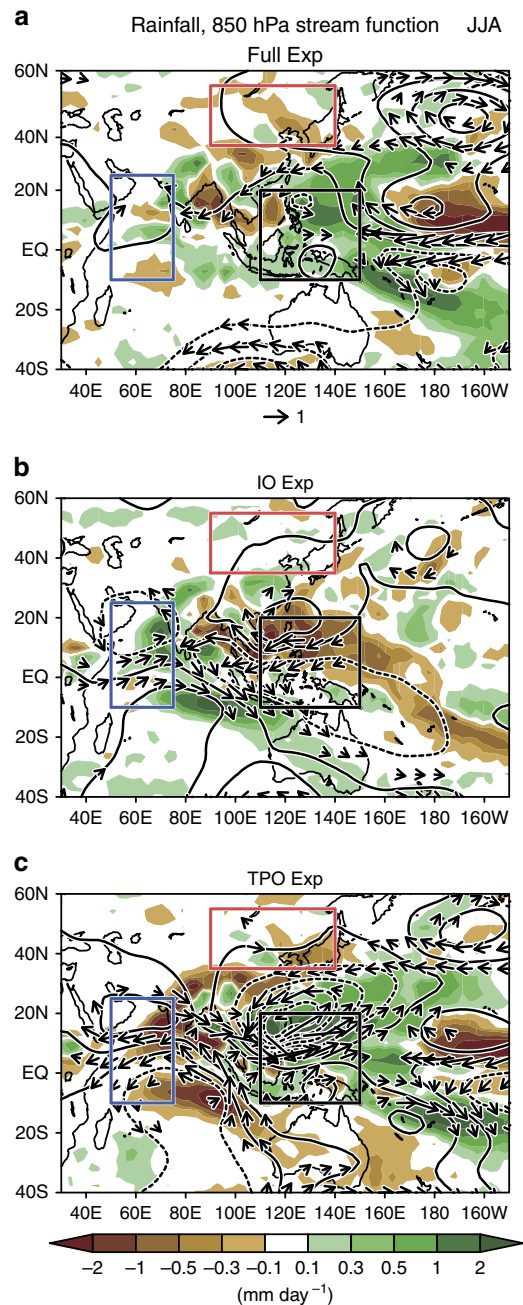 a
Rainfall, 850 hPa stream function JJA
Full Exp
60N
40N
20N
EQ
20S
40S
40E 60E 80E 100E 120E 140E 160E 180 160W
1
b
IO Exp
60N
40N
20N
EQ
20S
40S
40E 60E 80E 100E 120E 140E 160E 180 160W
c
TPO Exp
60N
40N
20N
EQ
20S
40S
40E 60E 80E 100E 120E 140E 160E 180 160W
−2 −1 −0.5 −0.3 −0.1 0.1 0.3 0.5 1 2
(mm day⁻¹)